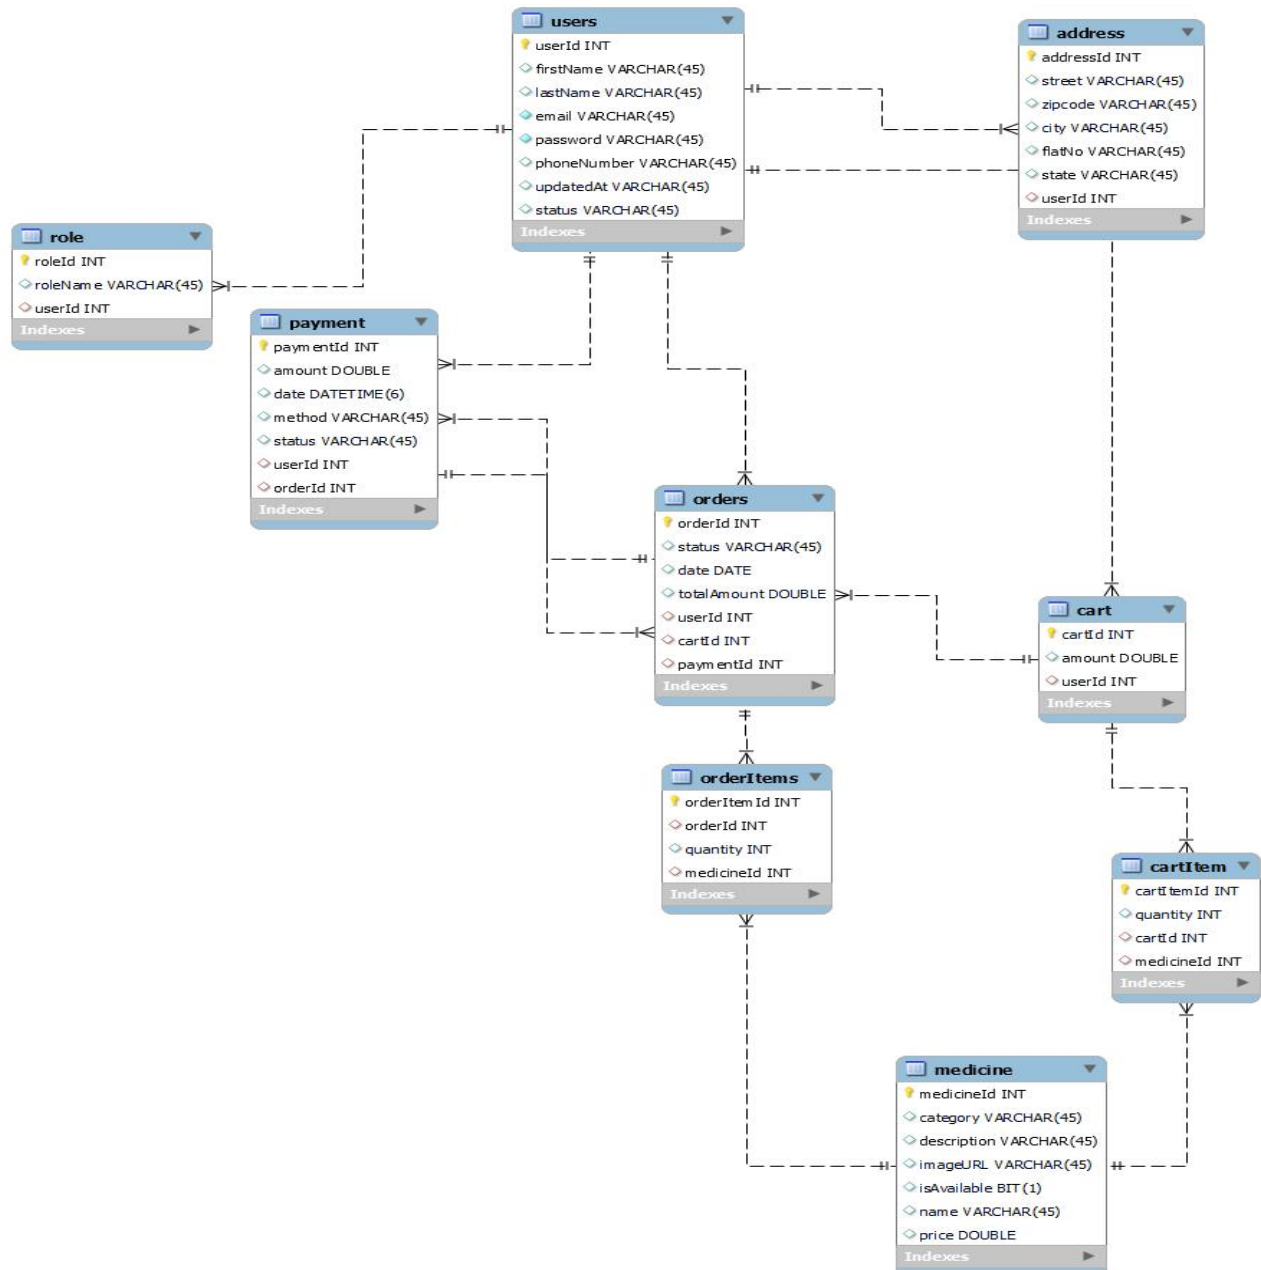 users
userId INT
firstName VARCHAR(45)
lastName VARCHAR(45)
email VARCHAR(45)
password VARCHAR(45)
phoneNumber VARCHAR(45)
updatedAt VARCHAR(45)
status VARCHAR(45)
Indexes
address
addressId INT
street VARCHAR(45)
zipcode VARCHAR(45)
city VARCHAR(45)
flatNo VARCHAR(45)
state VARCHAR(45)
userId INT
Indexes
role
roleId INT
roleName VARCHAR(45)
userId INT
Indexes
payment
paymentId INT
amount DOUBLE
date DATETIME(6)
method VARCHAR(45)
status VARCHAR(45)
userId INT
orderId INT
Indexes
orders
orderId INT
status VARCHAR(45)
date DATE
totalAmount DOUBLE
userId INT
cartId INT
paymentId INT
Indexes
cart
cartId INT
amount DOUBLE
userId INT
Indexes
orderItems
orderItemId INT
orderId INT
quantity INT
medicineId INT
Indexes
cartItem
cartItemId INT
quantity INT
cartId INT
medicineId INT
Indexes
medicine
medicineId INT
category VARCHAR(45)
description VARCHAR(45)
imageURL VARCHAR(45)
isAvailable BIT(1)
name VARCHAR(45)
price DOUBLE
Indexes